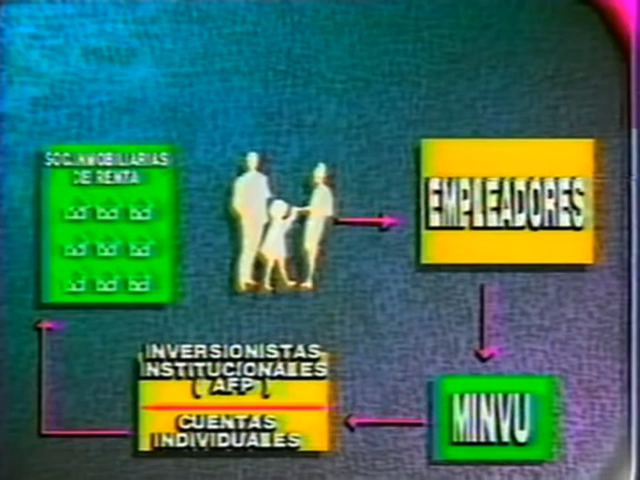 SOC.INMOBILIARIAS
DE RENTA
EMPLEADORES
INVERSIONISTAS
INSTITUCIONALES
( AFP )
CUENTAS
INDIVIDUALES
MINVU